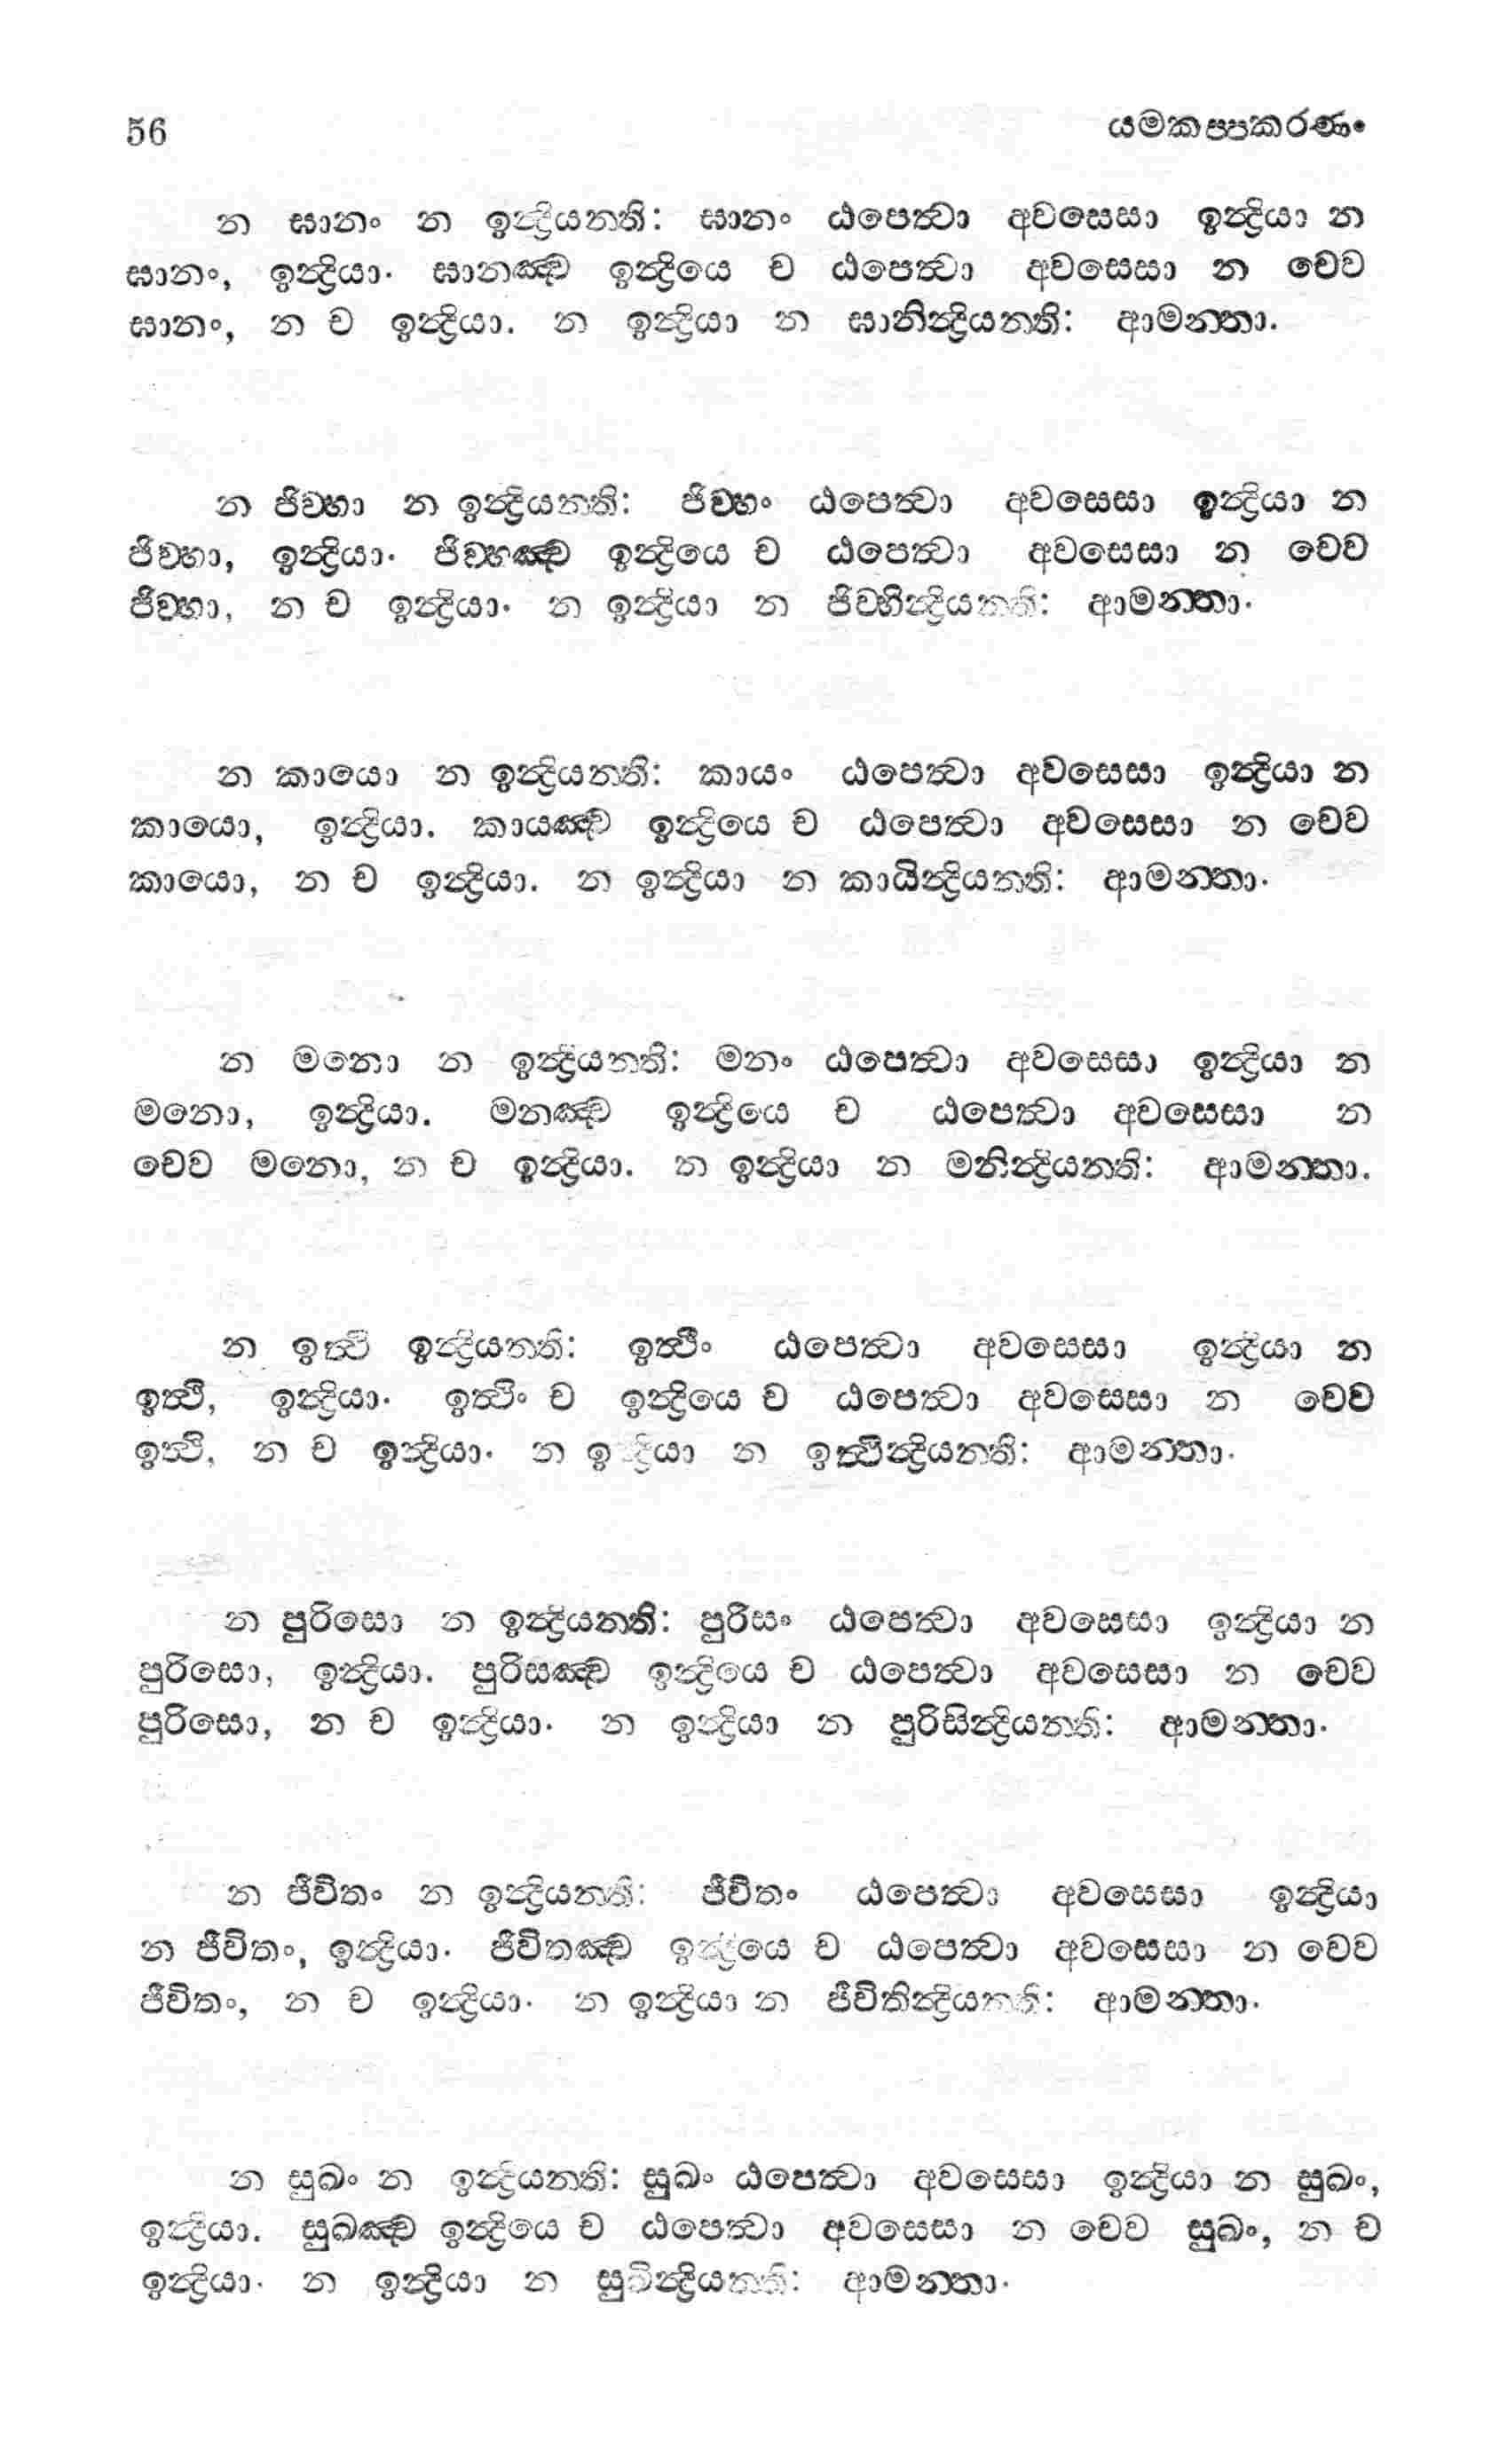 56 යමකප්පකරණං
න ඝානං න ඉන්ද්‍රියන්ති: ඝානං ඨපෙත්‍වා අවසෙසා ඉන්ද්‍රියා න
ඝානං, ඉන්ද්‍රියා. ඝානඤ්ච ඉන්ද්‍රියෙ ච ඨපෙත්‍වා අවසෙසා න චෙව
ඝානං, න ච ඉන්ද්‍රියා. න ඉන්ද්‍රියා න ඝානින්ද්‍රියන්ති: ආමන්තා.
න ජිව්හා න ඉන්ද්‍රියන්ති: ජිව්හං ඨපෙත්‍වා අවසෙසා ඉන්ද්‍රියා න
ජිව්හා, ඉන්ද්‍රියා. ජිව්හඤ්ච ඉන්ද්‍රියෙ ච ඨපෙත්‍වා අවසෙසා න චෙව
ජිව්හා, න ච ඉන්ද්‍රියා. න ඉන්ද්‍රියා න ජිව්හින්ද්‍රියන්ති: ආමන්තා.
න කායො න ඉන්ද්‍රියන්ති: කායං ඨපෙත්‍වා අවසෙසා ඉන්ද්‍රියා න
කායො, ඉන්ද්‍රියා. කායඤ්ච ඉන්ද්‍රියෙ ච ඨපෙත්‍වා අවසෙසා න චෙව
කායො, න ච ඉන්ද්‍රියා. න ඉන්ද්‍රියා න කායින්ද්‍රියන්ති: ආමන්තා.
න මනො න ඉන්ද්‍රියන්ති: මනං ඨපෙත්‍වා අවසෙසා ඉන්ද්‍රියා න
මනො, ඉන්ද්‍රියා. මනඤ්ච ඉන්ද්‍රියෙ ච ඨපෙත්‍වා අවසෙසා න
චෙව මනො, න ච ඉන්ද්‍රියා. න ඉන්ද්‍රියා න මනින්ද්‍රියන්ති: ආමන්තා.
න ඉත්‍ථි ඉන්ද්‍රියන්ති: ඉත්‍ථිං ඨපෙත්‍වා අවසෙසා ඉන්ද්‍රියා න
ඉත්‍ථි, ඉන්ද්‍රියා. ඉත්‍ථිං ච ඉන්ද්‍රියෙ ච ඨපෙත්‍වා අවසෙසා න චෙව
ඉත්‍ථි, න ච ඉන්ද්‍රියා. න ඉන්ද්‍රියා න ඉත්‍ථින්ද්‍රියන්ති: ආමන්තා.
න පුරිසො න ඉන්ද්‍රියන්ති: පුරිසං ඨපෙත්‍වා අවසෙසා ඉන්ද්‍රියා න
පුරිසො, ඉන්ද්‍රියා. පුරිසඤ්ච ඉන්ද්‍රියෙ ච ඨපෙත්‍වා අවසෙසා න චෙව
පුරිසො, න ච ඉන්ද්‍රියා. න ඉන්ද්‍රියා න පුරිසින්ද්‍රියන්ති: ආමන්තා.
න ජීවිතං න ඉන්ද්‍රියන්ති: ජීවිතං ඨපෙත්‍වා අවසෙසා ඉන්ද්‍රියා
න ජීවිතං, ඉන්ද්‍රියා. ජීවිතඤ්ච ඉන්ද්‍රියෙ ච ඨපෙත්‍වා අවසෙසා න චෙව
ජීවිතං, න ච ඉන්ද්‍රියා. න ඉන්ද්‍රියා න ජීවිතින්ද්‍රියන්ති: ආමන්තා.
න සුඛං න ඉන්ද්‍රියන්ති: සුඛං ඨපෙත්‍වා අවසෙසා ඉන්ද්‍රියා න සුඛං,
ඉන්ද්‍රියා. සුඛඤ්ච ඉන්ද්‍රියෙ ච ඨපෙත්‍වා අවසෙසා න චෙව සුඛං, න ච
ඉන්ද්‍රියා. න ඉන්ද්‍රියා න සුඛින්ද්‍රියන්ති: ආමන්තා.